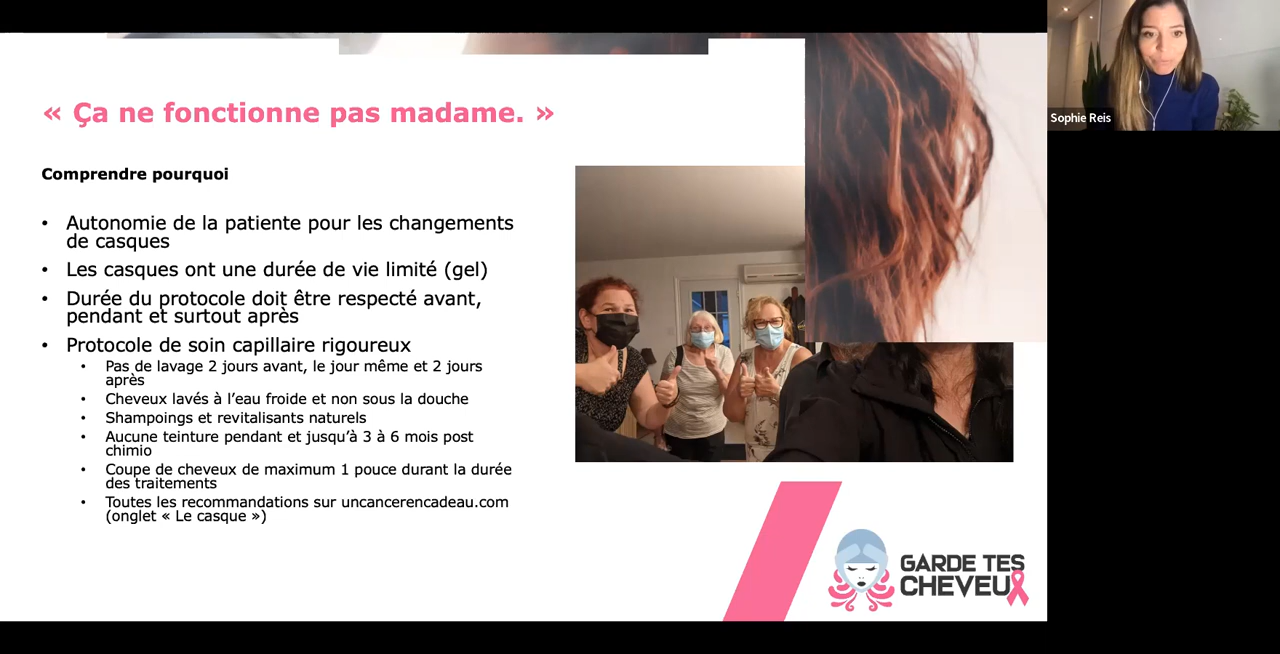 « Ça ne fonctionne pas madame. »
Comprendre pourquoi
• Autonomie de la patiente pour les changements
de casques
• Les casques ont une durée de vie limité (gel)
• Durée du protocole doit être respecté avant,
pendant et surtout après
• Protocole de soin capillaire rigoureux
• Pas de lavage 2 jours avant, le jour même et 2 jours
après
• Cheveux lavés à l’eau froide et non sous la douche
• Shampoings et revitalisants naturels
• Aucune teinture pendant et jusqu’à 3 à 6 mois post
chimio
• Coupe de cheveux de maximum 1 pouce durant la durée
des traitements
• Toutes les recommandations sur uncancerencadeau.com
(onglet « Le casque »)
GARDE TES
CHEVEUX
Sophie Reis